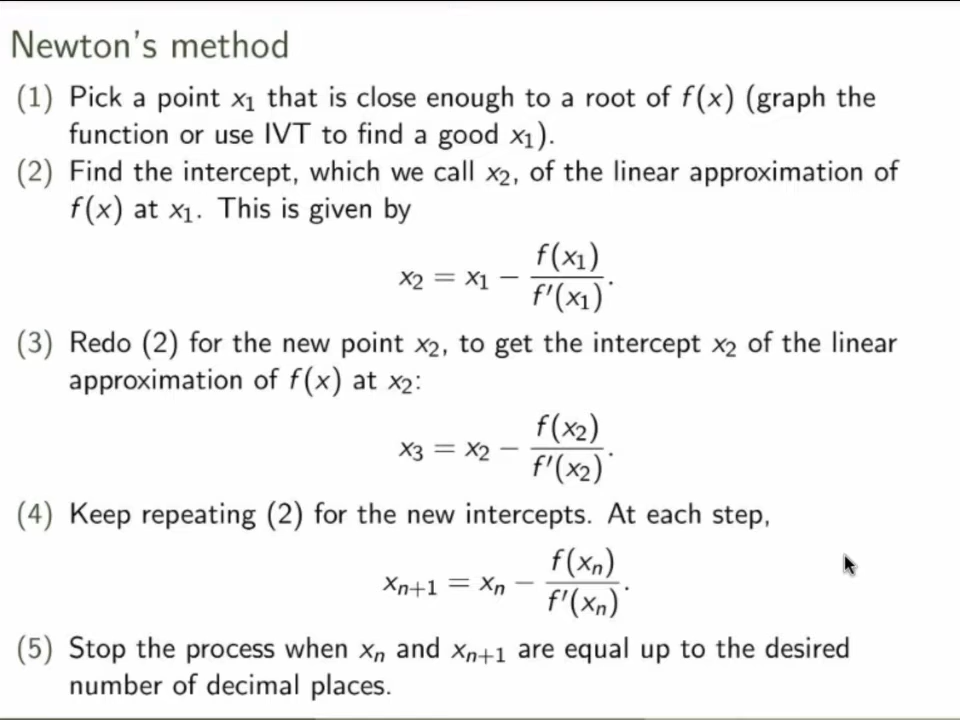 Newton's method
(1) Pick a point x₁ that is close enough to a root of f(x) (graph the
function or use IVT to find a good x₁).
(2) Find the intercept, which we call x₂, of the linear approximation of
f(x) at x₁. This is given by
x₂ = x₁ − f(x₁)/f′(x₁).
(3) Redo (2) for the new point x₂, to get the intercept x₂ of the linear
approximation of f(x) at x₂:
x₃ = x₂ − f(x₂)/f′(x₂).
(4) Keep repeating (2) for the new intercepts. At each step,
xₙ₊₁ = xₙ − f(xₙ)/f′(xₙ).
(5) Stop the process when xₙ and xₙ₊₁ are equal up to the desired
number of decimal places.